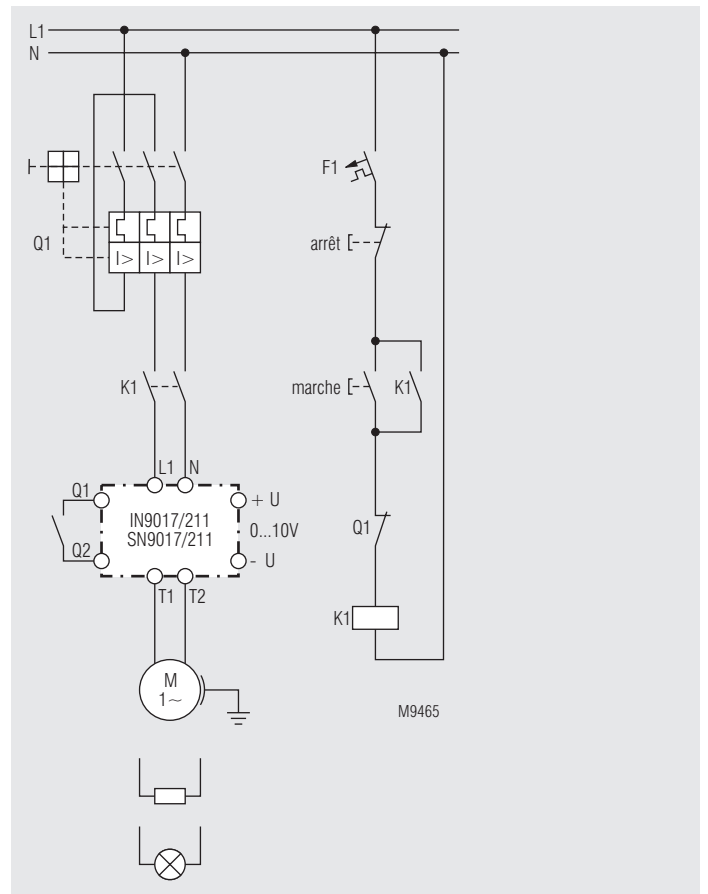 L1
N
F1
Q1
I> I> I>
arrêt
K1
marche K1
L1 N
Q1 + U
IN9017/211 0...10V
SN9017/211
Q2 - U
Q1
T1 T2
K1
M
1~
M9465